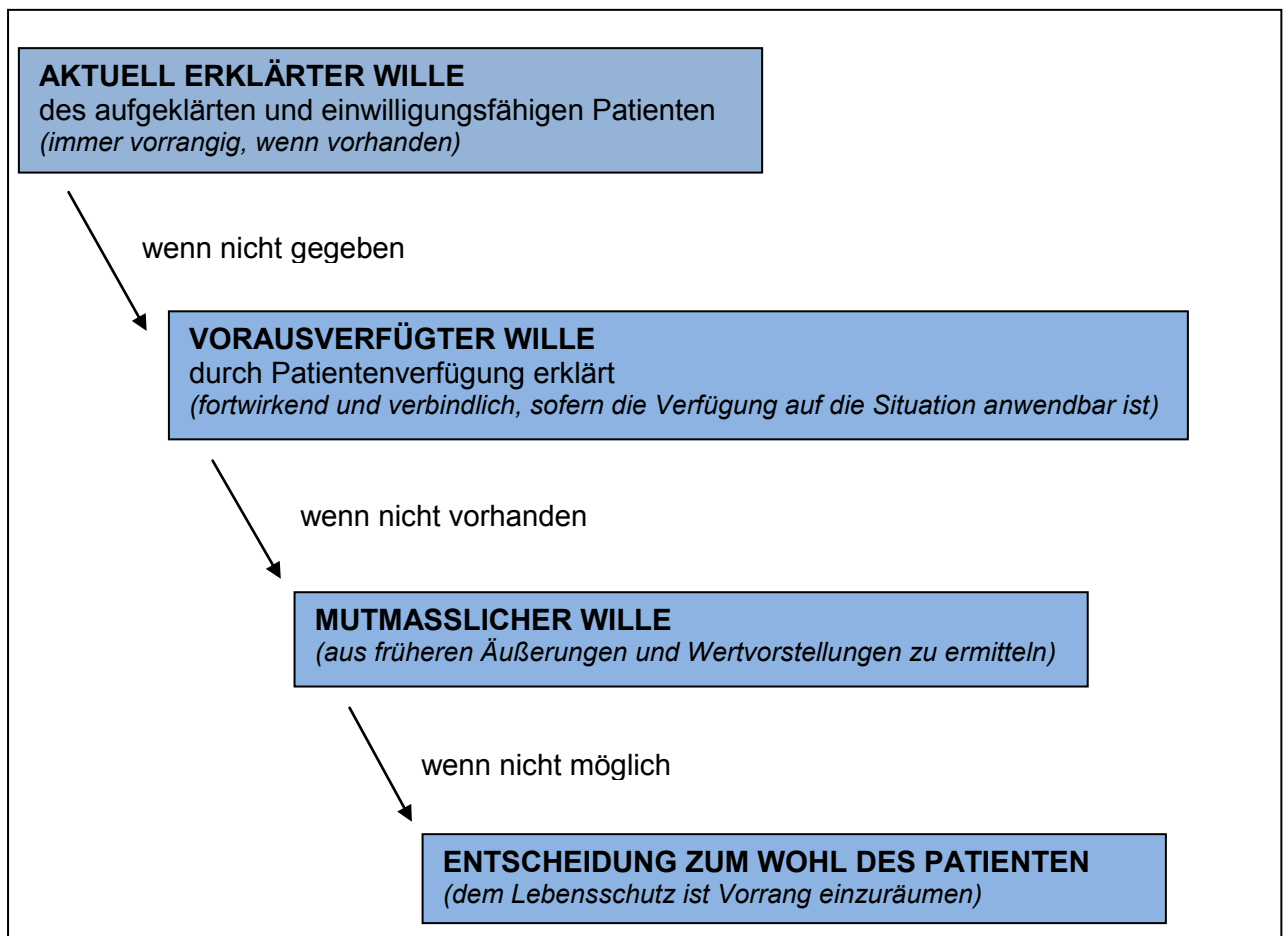 AKTUELL ERKLÄRTER WILLE
des aufgeklärten und einwilligungsfähigen Patienten
(immer vorrangig, wenn vorhanden)
wenn nicht gegeben
VORAUSVERFÜGTER WILLE
durch Patientenverfügung erklärt
(fortwirkend und verbindlich, sofern die Verfügung auf die Situation anwendbar ist)
wenn nicht vorhanden
MUTMASSLICHER WILLE
(aus früheren Äußerungen und Wertvorstellungen zu ermitteln)
wenn nicht möglich
ENTSCHEIDUNG ZUM WOHL DES PATIENTEN
(dem Lebensschutz ist Vorrang einzuräumen)